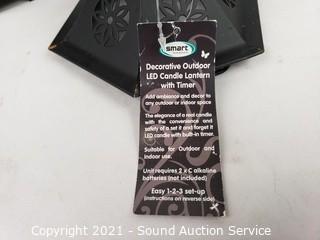 smart
Decorative Outdoor
LED Candle Lantern
with Timer
Add ambiance and decor to
any outdoor or indoor space
The elegance of a real candle
with the convenience and
safety of a set it and forget it
LED candle with built-in timer.
Suitable for Outdoor and
Indoor use.
Unit requires 2 x C alkaline
batteries (not included)
Easy 1-2-3 set-up
(instructions on reverse side)
Copyright 2021 - Sound Auction Service